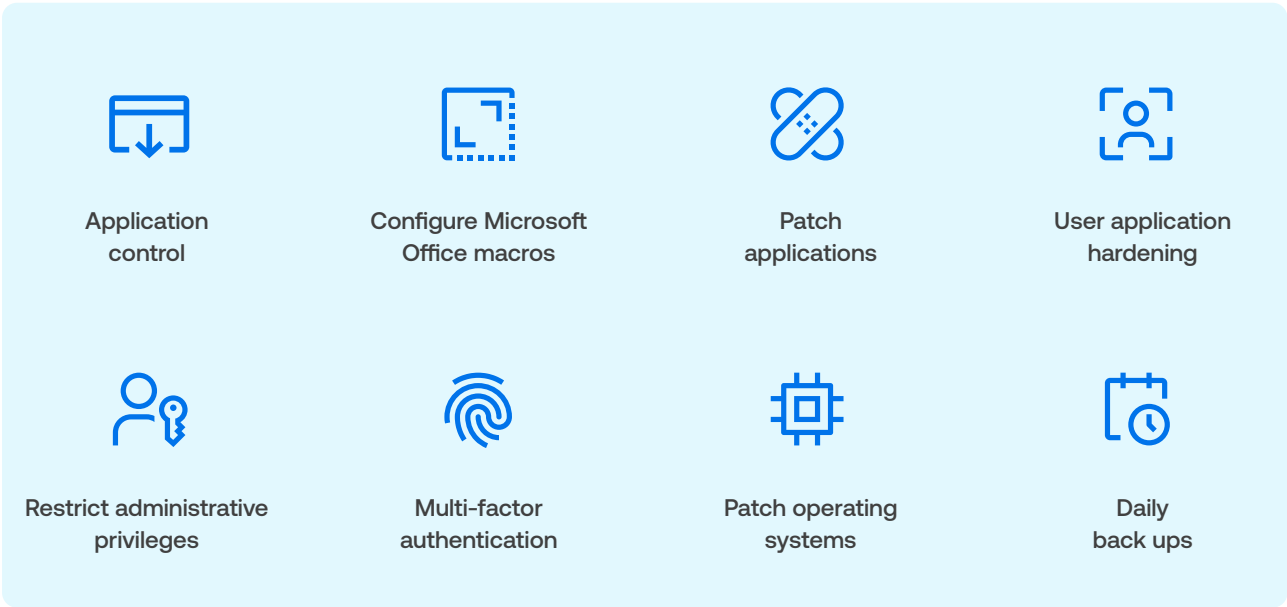 Application
control
Configure Microsoft
Office macros
Patch
applications
User application
hardening
Restrict administrative
privileges
Multi-factor
authentication
Patch operating
systems
Daily
back ups